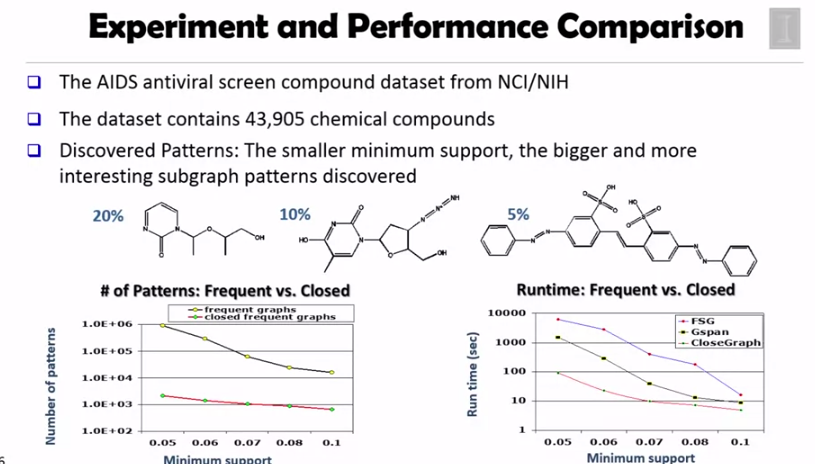 Experiment and Performance Comparison
I
The AIDS antiviral screen compound dataset from NCI/NIH
The dataset contains 43,905 chemical compounds
Discovered Patterns: The smaller minimum support, the bigger and more
interesting subgraph patterns discovered
20%
N
N
O
O
OH
10%
HO
N
O
N
O
N
N+
NH
OH
5%
N
N
O
S
OH
O
HO
S
O
O
N
N
# of Patterns: Frequent vs. Closed
frequent graphs
closed frequent graphs
Number of patterns
1.0E+06
1.0E+05
1.0E+04
1.0E+03
1.0E+02
0.05 0.06 0.07 0.08 0.1
Minimum support
Runtime: Frequent vs. Closed
FSG
Gspan
CloseGraph
Run time (sec)
10000
1000
100
10
1
0.05 0.06 0.07 0.08 0.1
Minimum support